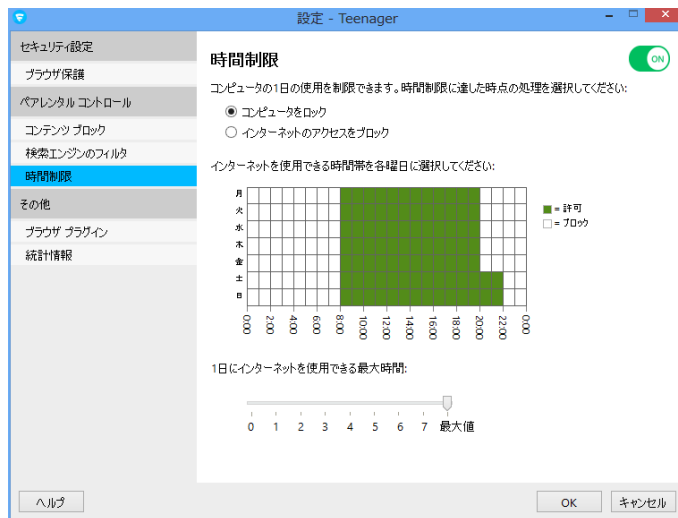 設定 - Teenager
セキュリティ設定
ブラウザ保護
ペアレンタル コントロール
コンテンツ ブロック
検索エンジンのフィルタ
時間制限
その他
ブラウザ プラグイン
統計情報
時間制限
ON
コンピュータの1日の使用を制限できます。時間制限に達した時点の処理を選択してください:
コンピュータをロック
インターネットのアクセスをブロック
インターネットを使用できる時間帯を各曜日に選択してください:
月
火
水
木
金
土
日
= 許可
= ブロック
0:00 2:00 4:00 6:00 8:00 10:00 12:00 14:00 16:00 18:00 20:00 22:00 0:00
1日にインターネットを使用できる最大時間:
0 1 2 3 4 5 6 7 最大値
ヘルプ
OK
キャンセル